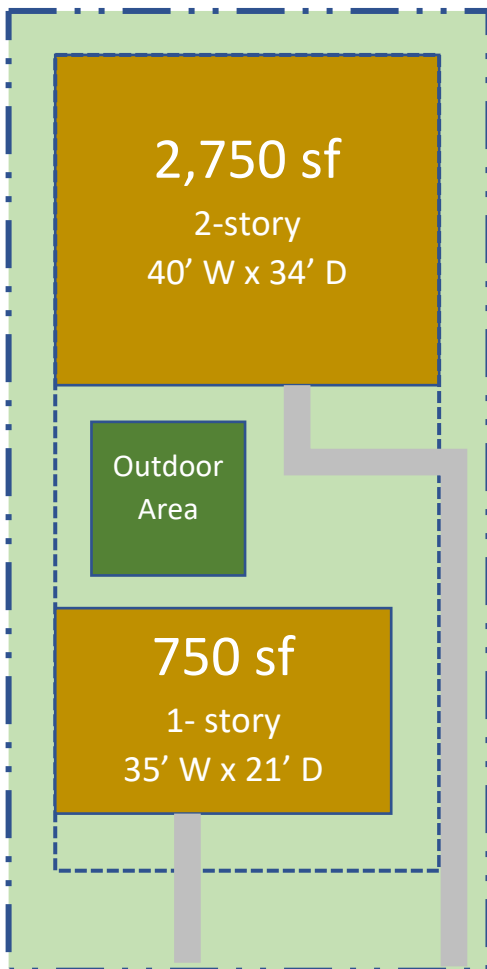 2,750 sf
2-story
40’ W x 34’ D
Outdoor
Area
750 sf
1- story
35’ W x 21’ D